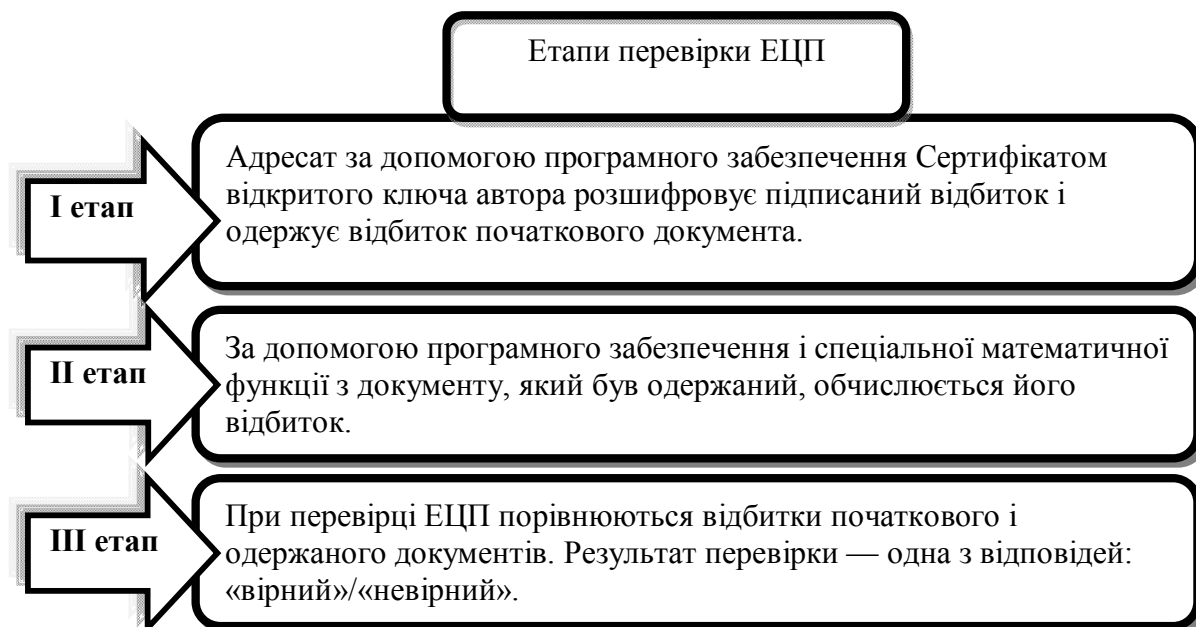 Етапи перевірки ЕЦП
І етап
Адресат за допомогою програмного забезпечення Сертифікатом
відкритого ключа автора розшифровує підписаний відбиток і
одержує відбиток початкового документа.
ІІ етап
За допомогою програмного забезпечення і спеціальної математичної
функції з документу, який був одержаний, обчислюється його
відбиток.
ІІІ етап
При перевірці ЕЦП порівнюються відбитки початкового і
одержаного документів. Результат перевірки — одна з відповідей:
«вірний»/«невірний».